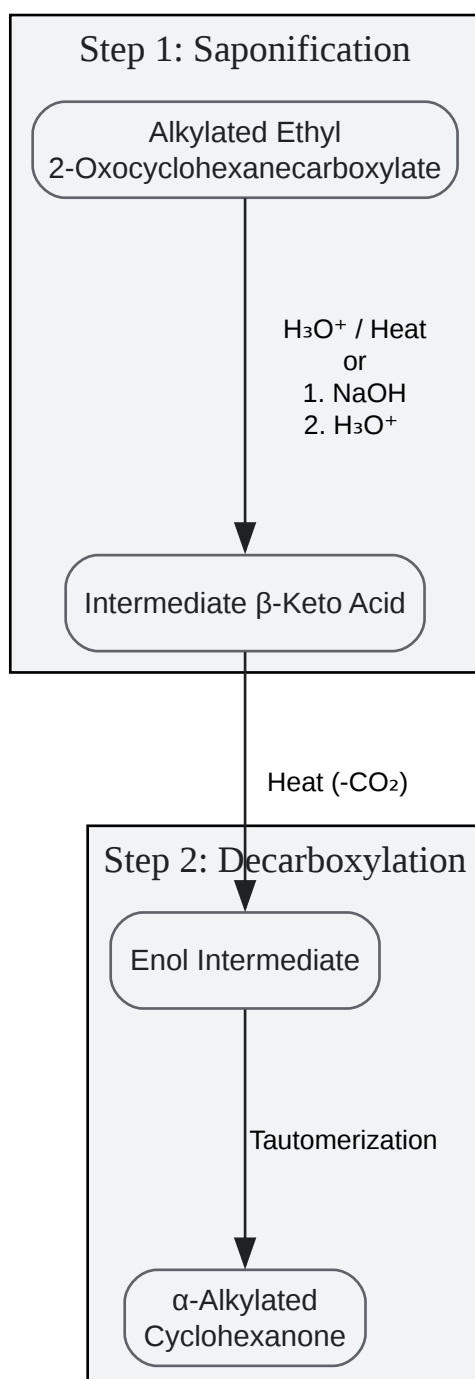 Step 1: Saponification
Alkylated Ethyl
2-Oxocyclohexanecarboxylate
H₃O⁺ / Heat
or
1. NaOH
2. H₃O⁺
Intermediate β-Keto Acid
Heat (-CO₂)
Step 2: Decarboxylation
Enol Intermediate
Tautomerization
α-Alkylated
Cyclohexanone